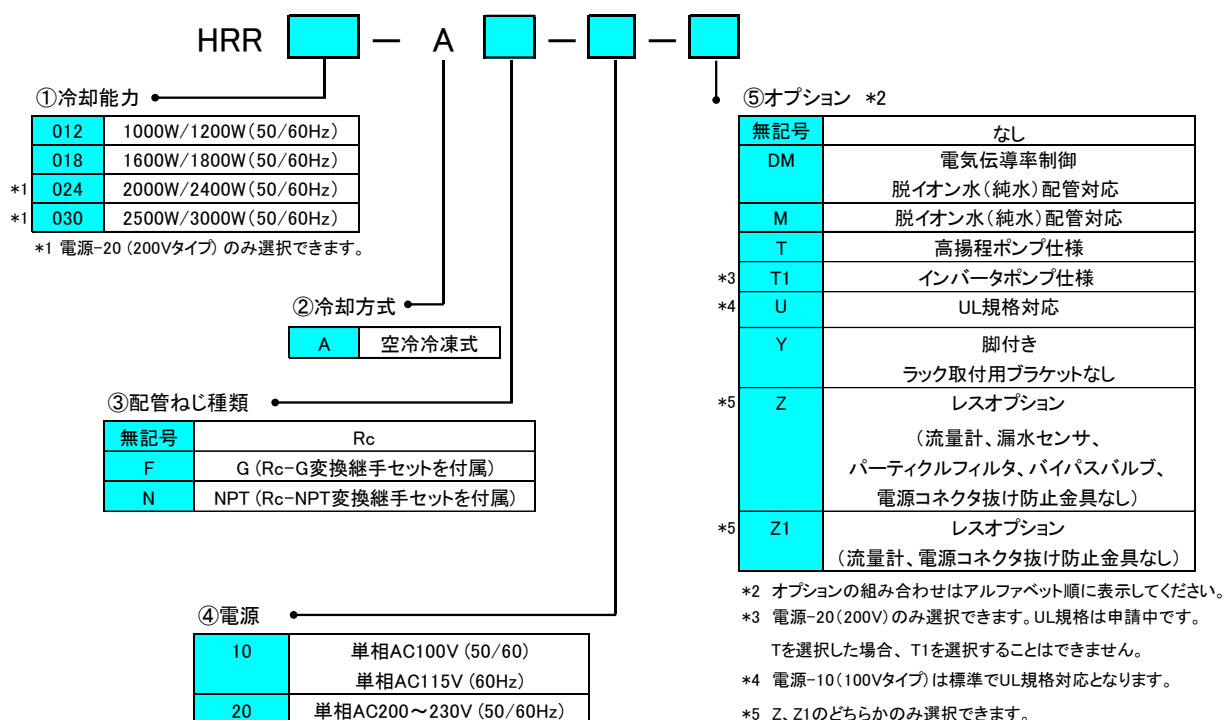 HRR － A － －
①冷却能力
012 1000W/1200W(50/60Hz)
018 1600W/1800W(50/60Hz)
*1 024 2000W/2400W(50/60Hz)
*1 030 2500W/3000W(50/60Hz)
*1 電源-20 (200Vタイプ) のみ選択できます。
②冷却方式
A 空冷冷凍式
③配管ねじ種類
無記号 Rc
F G (Rc-G変換継手セットを付属)
N NPT (Rc-NPT変換継手セットを付属)
④電源
10 単相AC100V (50/60)
単相AC115V (60Hz)
20 単相AC200～230V (50/60Hz)
⑤オプション *2
無記号 なし
DM 電気伝導率制御
脱イオン水(純水)配管対応
M 脱イオン水(純水)配管対応
T 高揚程ポンプ仕様
*3 T1 インバータポンプ仕様
*4 U UL規格対応
Y 脚付き
ラック取付用ブラケットなし
*5 Z レスオプション
(流量計、漏水センサ、
パーティクルフィルタ、バイパスバルブ、
電源コネクタ抜け防止金具なし)
*5 Z1 レスオプション
(流量計、電源コネクタ抜け防止金具なし)
*2 オプションの組み合わせはアルファベット順に表示してください。
*3 電源-20(200V)のみ選択できます。UL規格は申請中です。
Tを選択した場合、T1を選択することはできません。
*4 電源-10(100Vタイプ)は標準でUL規格対応となります。
*5 Z、Z1のどちらかのみ選択できます。